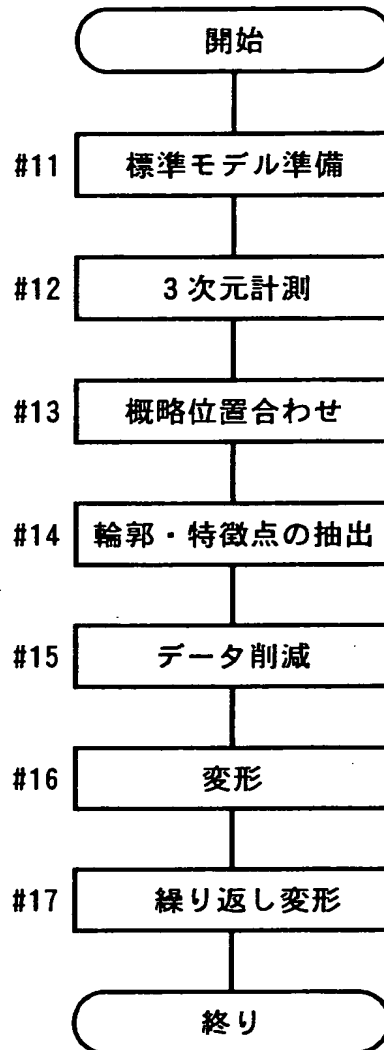 開始
#11 標準モデル準備
#12 3次元計測
#13 概略位置合わせ
#14 輪郭・特徴点の抽出
#15 データ削減
#16 変形
#17 繰り返し変形
終り